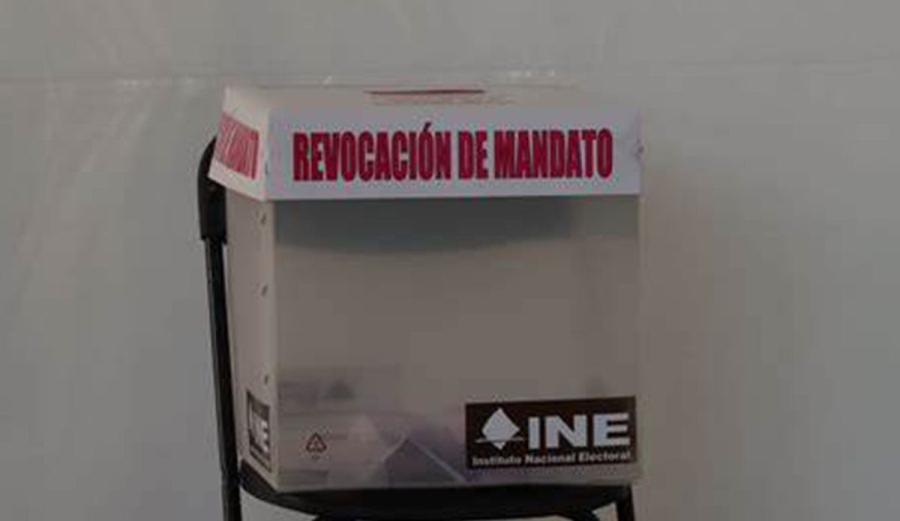 REVOCACIÓN DE MANDATO
INE
Instituto Nacional Electoral